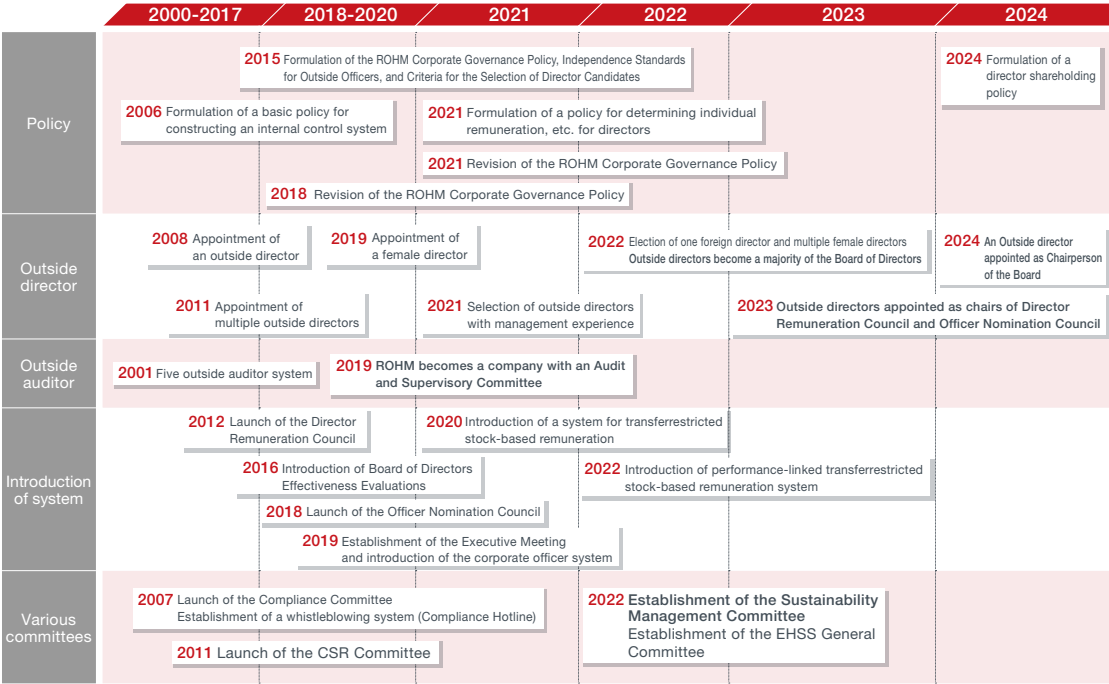 2000-2017 2018-2020 2021 2022 2023 2024
Policy
2015 Formulation of the ROHM Corporate Governance Policy, Independence Standards
for Outside Officers, and Criteria for the Selection of Director Candidates
2024 Formulation of a
director shareholding
policy
2006 Formulation of a basic policy for
constructing an internal control system
2021 Formulation of a policy for determining individual
remuneration, etc. for directors
2021 Revision of the ROHM Corporate Governance Policy
2018 Revision of the ROHM Corporate Governance Policy
Outside
director
2008 Appointment of
an outside director
2019 Appointment of
a female director
2022 Election of one foreign director and multiple female directors
Outside directors become a majority of the Board of Directors
2024 An Outside director
appointed as Chairperson
of the Board
2011 Appointment of
multiple outside directors
2021 Selection of outside directors
with management experience
2023 Outside directors appointed as chairs of Director
Remuneration Council and Officer Nomination Council
Outside
auditor
2001 Five outside auditor system
2019 ROHM becomes a company with an Audit
and Supervisory Committee
Introduction
of system
2012 Launch of the Director
Remuneration Council
2020 Introduction of a system for transferrestricted
stock-based remuneration
2016 Introduction of Board of Directors
Effectiveness Evaluations
2022 Introduction of performance-linked transferrestricted
stock-based remuneration system
2018 Launch of the Officer Nomination Council
2019 Establishment of the Executive Meeting
and introduction of the corporate officer system
Various
committees
2007 Launch of the Compliance Committee
Establishment of a whistleblowing system (Compliance Hotline)
2022 Establishment of the Sustainability
Management Committee
Establishment of the EHSS General
Committee
2011 Launch of the CSR Committee